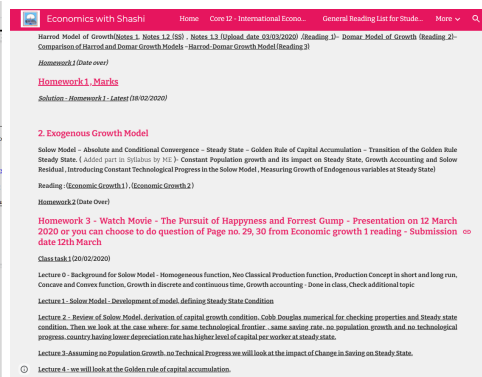 Economics with Shashi
Home Core 12 - International Econo... General Reading List for Stude... More
Harrod Model of Growth(Notes 1, Notes 1.2 (SS) , Notes 1.3 (Upload date 03/03/2020) ,(Reading 1)– Domar Model of Growth (Reading 2)–
Comparison of Harrod and Domar Growth Models –Harrod-Domar Growth Model (Reading 3)
Homework 1 (Date over)
Homework 1 , Marks
Solution - Homework 1 - Latest (18/02/2020)
2. Exogenous Growth Model
Solow Model – Absolute and Conditional Convergence – Steady State – Golden Rule of Capital Accumulation – Transition of the Golden Rule
Steady State. ( Added part in Syllabus by ME )- Constant Population growth and its impact on Steady State, Growth Accounting and Solow
Residual , Introducing Constant Technological Progress in the Solow Model , Measuring Growth of Endogenous variables at Steady State)
Reading : (Economic Growth 1 ) , (Economic Growth 2 )
Homework 2 (Date Over)
Homework 3 - Watch Movie - The Pursuit of Happyness and Forrest Gump - Presentation on 12 March
2020 or you can choose to do question of Page no. 29, 30 from Economic growth 1 reading - Submission
date 12th March
Class task 1 (20/02/2020)
Lecture 0 - Background for Solow Model - Homogeneous function, Neo Classical Production function, Production Concept in short and long run,
Concave and Convex function, Growth in discrete and continuous time, Growth accounting - Done in class, Check additional topic
Lecture 1 - Solow Model - Development of model, defining Steady State Condition
Lecture 2 - Review of Solow Model, derivation of capital growth condition, Cobb Douglas numerical for checking properties and Steady state
condition. Then we look at the case where; for same technological frontier , same saving rate, no population growth and no technological
progress, country having lower depreciation rate has higher level of capital per worker at steady state.
Lecture 3-Assuming no Population Growth, no Technical Progress we will look at the impact of Change in Saving on Steady State.
Lecture 4 - we will look at the Golden rule of capital accumulation.